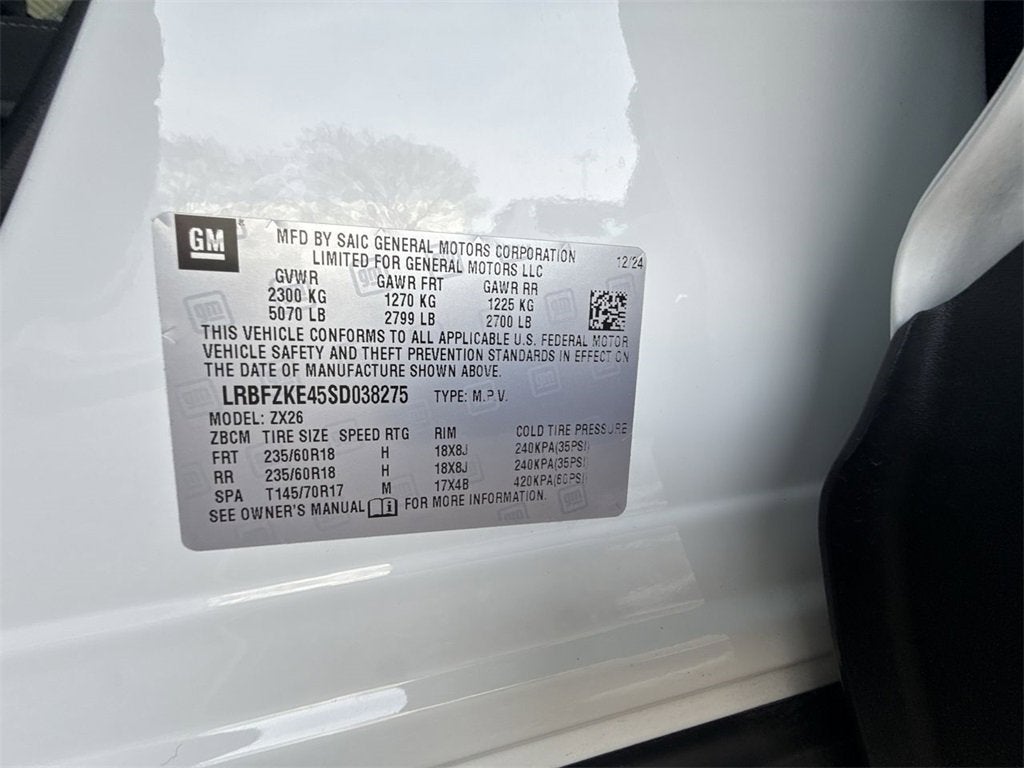 GM
MFD BY SAIC GENERAL MOTORS CORPORATION
LIMITED FOR GENERAL MOTORS LLC
12/24
GVWR GAWR FRT GAWR RR
2300 KG 1270 KG 1225 KG
5070 LB 2799 LB 2700 LB
THIS VEHICLE CONFORMS TO ALL APPLICABLE U.S. FEDERAL MOTOR
VEHICLE SAFETY AND THEFT PREVENTION STANDARDS IN EFFECT ON
THE DATE OF MANUFACTURE SHOWN ABOVE.
LRBFZKE45SD038275 TYPE: M.P.V.
MODEL: ZX26
ZBCM TIRE SIZE SPEED RTG RIM COLD TIRE PRESSURE
FRT 235/60R18 H 18X8J 240KPA(35PSI)
RR 235/60R18 H 18X8J 240KPA(35PSI)
SPA T145/70R17 M 17X4B 420KPA(60PSI)
SEE OWNER'S MANUAL FOR MORE INFORMATION.